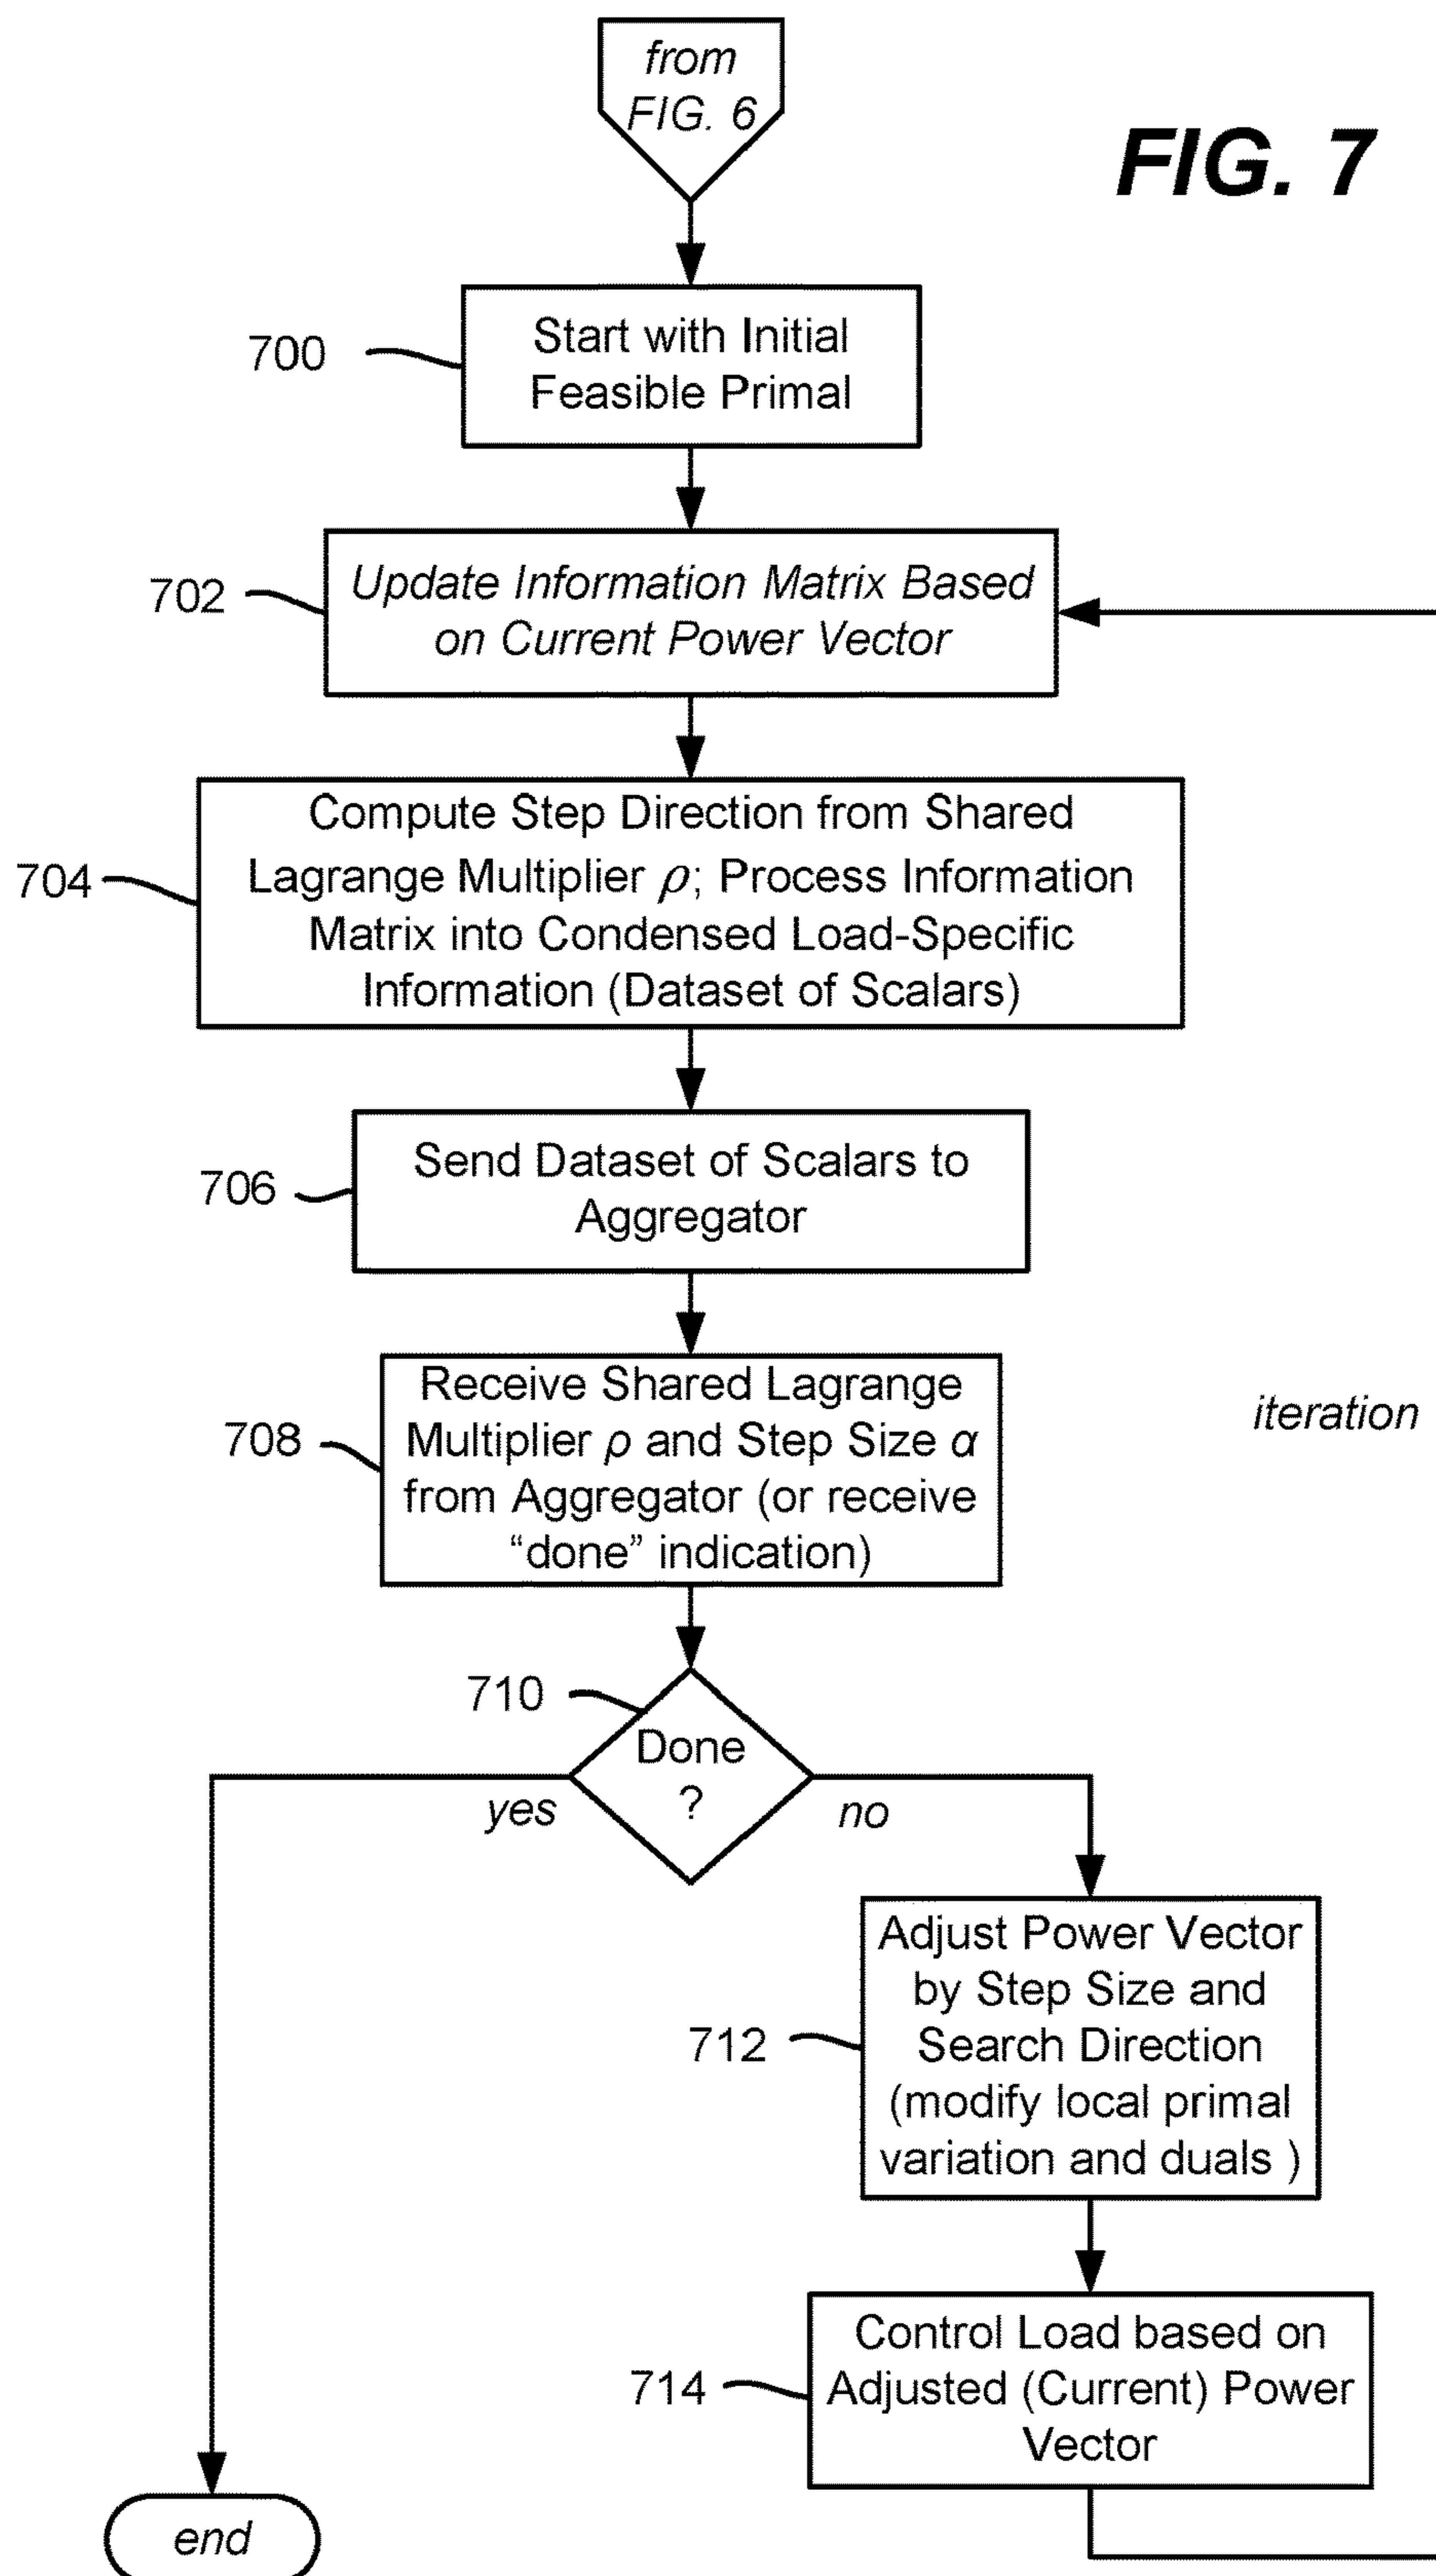 from
FIG. 6
FIG. 7
700
Start with Initial
Feasible Primal
702
Update Information Matrix Based
on Current Power Vector
704
Compute Step Direction from Shared
Lagrange Multiplier ρ; Process Information
Matrix into Condensed Load-Specific
Information (Dataset of Scalars)
706
Send Dataset of Scalars to
Aggregator
708
Receive Shared Lagrange
Multiplier ρ and Step Size α
from Aggregator (or receive
“done” indication)
iteration
710
Done
?
yes
no
712
Adjust Power Vector
by Step Size and
Search Direction
(modify local primal
variation and duals )
714
Control Load based on
Adjusted (Current) Power
Vector
end